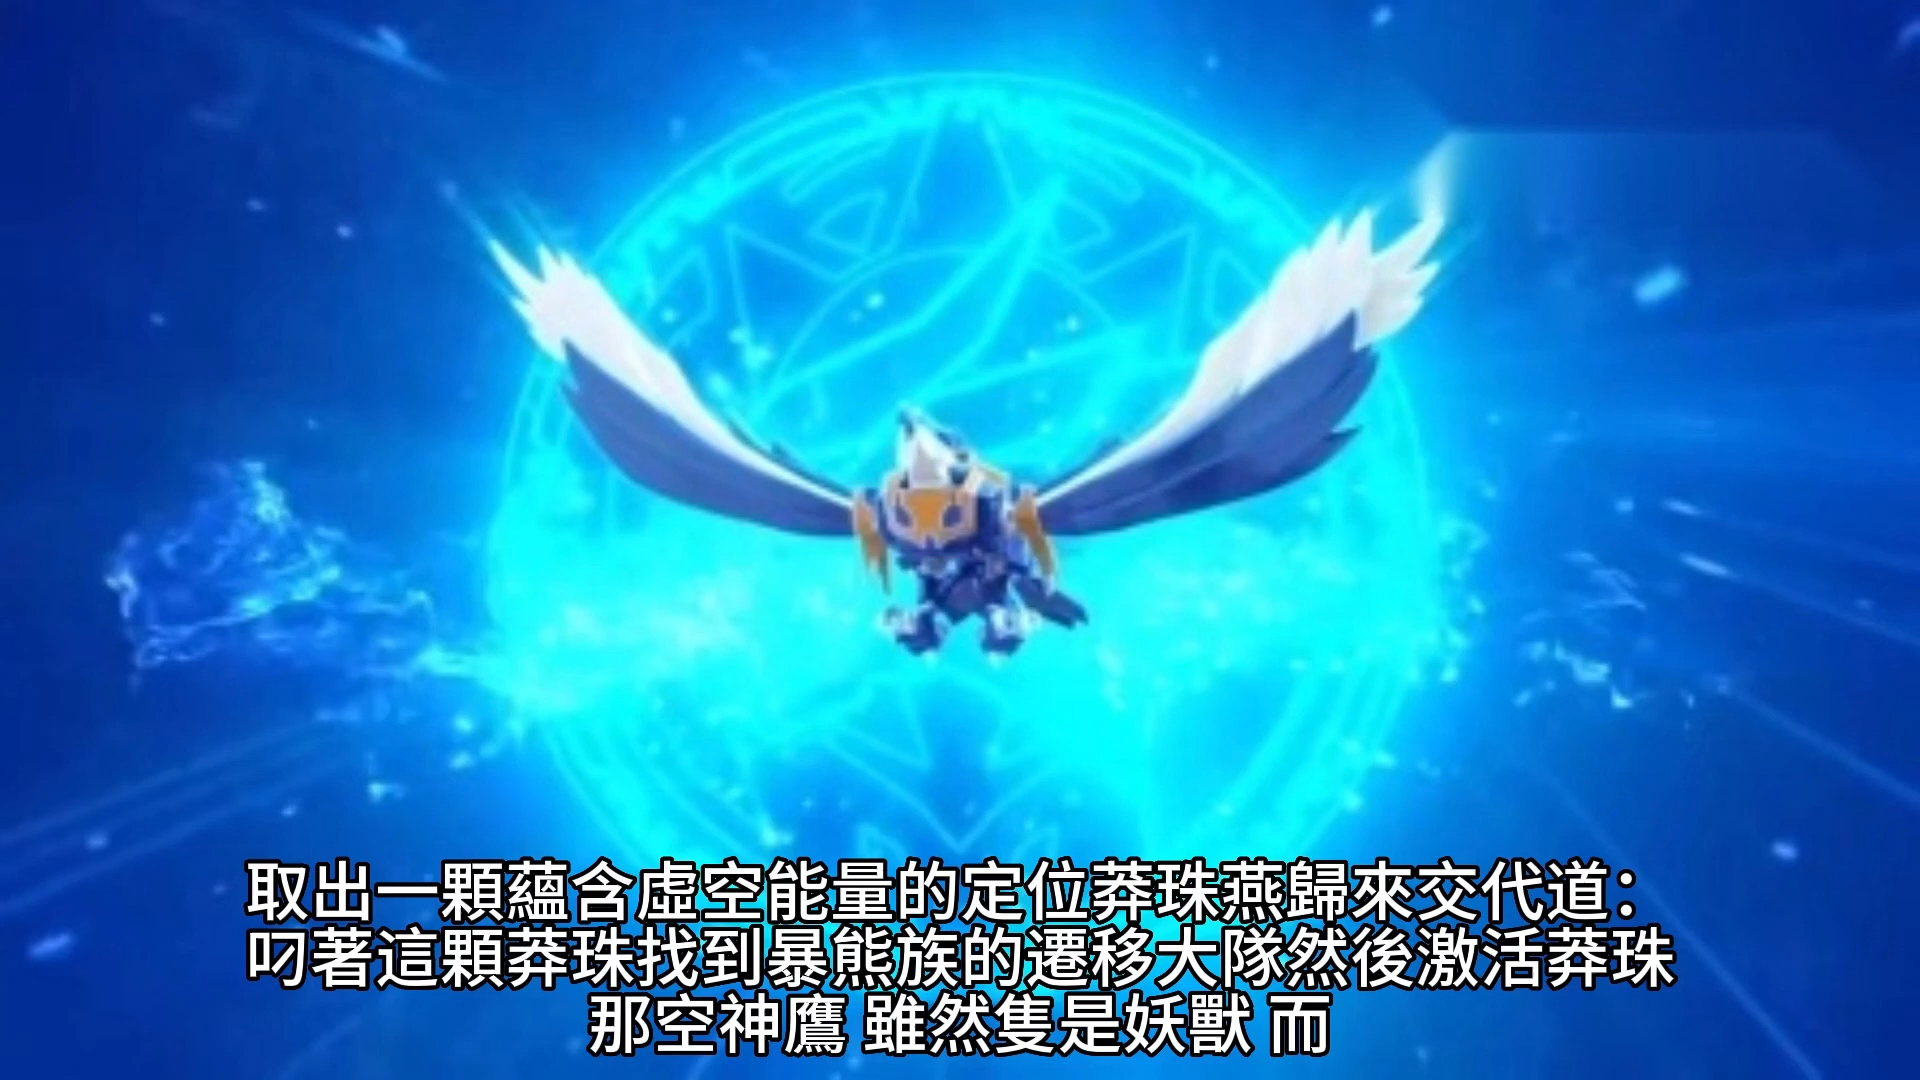 取出一顆蘊含虛空能量的定位莽珠燕歸來交代道：
叼著這顆莽珠找到暴熊族的遷移大隊然後激活莽珠
那空神鷹 雖然隻是妖獸 而